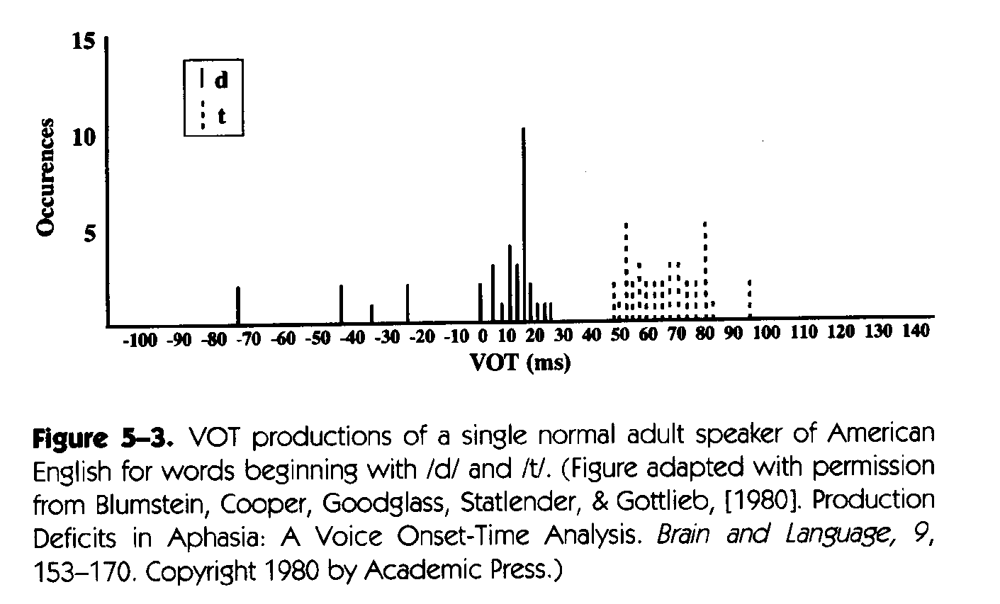 15
d
t
10
5
Occurences
-100 -90 -80 -70 -60 -50 -40 -30 -20 -10 0 10 20 30 40 50 60 70 80 90 100 110 120 130 140
VOT (ms)
Figure 5–3. VOT productions of a single normal adult speaker of American
English for words beginning with /d/ and /t/. (Figure adapted with permission
from Blumstein, Cooper, Goodglass, Statlender, & Gottlieb, [1980]. Production
Deficits in Aphasia: A Voice Onset-Time Analysis. Brain and Language, 9,
153–170. Copyright 1980 by Academic Press.)